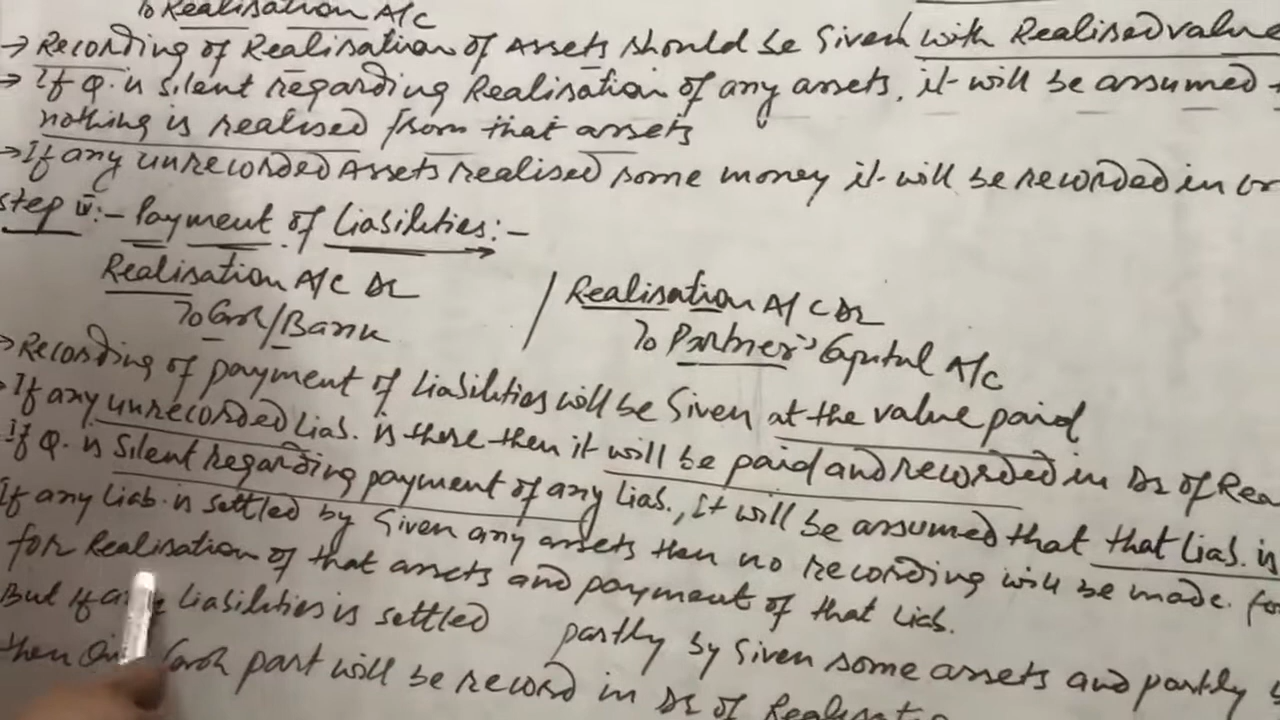 To Realisation A/C
→ Recording of Realisation of Assets should be Given with Realised value
→ If Q. is silent regarding Realisation of any assets, it will be assumed
nothing is realised from that assets
→ If any unrecorded Assets realised some money it will be recorded in Cr
Step :- Payment of Liabilities:-
Realisation A/C Dr / Realisation A/C Dr
To Cash/Bank To Partner's Capital A/C
→ Recording of payment of Liabilities will be Given at the value paid
If any unrecorded Liab. is there then it will be paid and recorded in Dr of Rea
If Q. is Silent regarding payment of any Liab., It will be assumed that that Liab. is
If any Liab. is settled by Given any assets then no recording will be made. for
for Realisation of that assets and payment of that Liab.
But If any Liabilities is settled partly by Given some assets and partly
then Cash part will be record in Dr of Realisatio